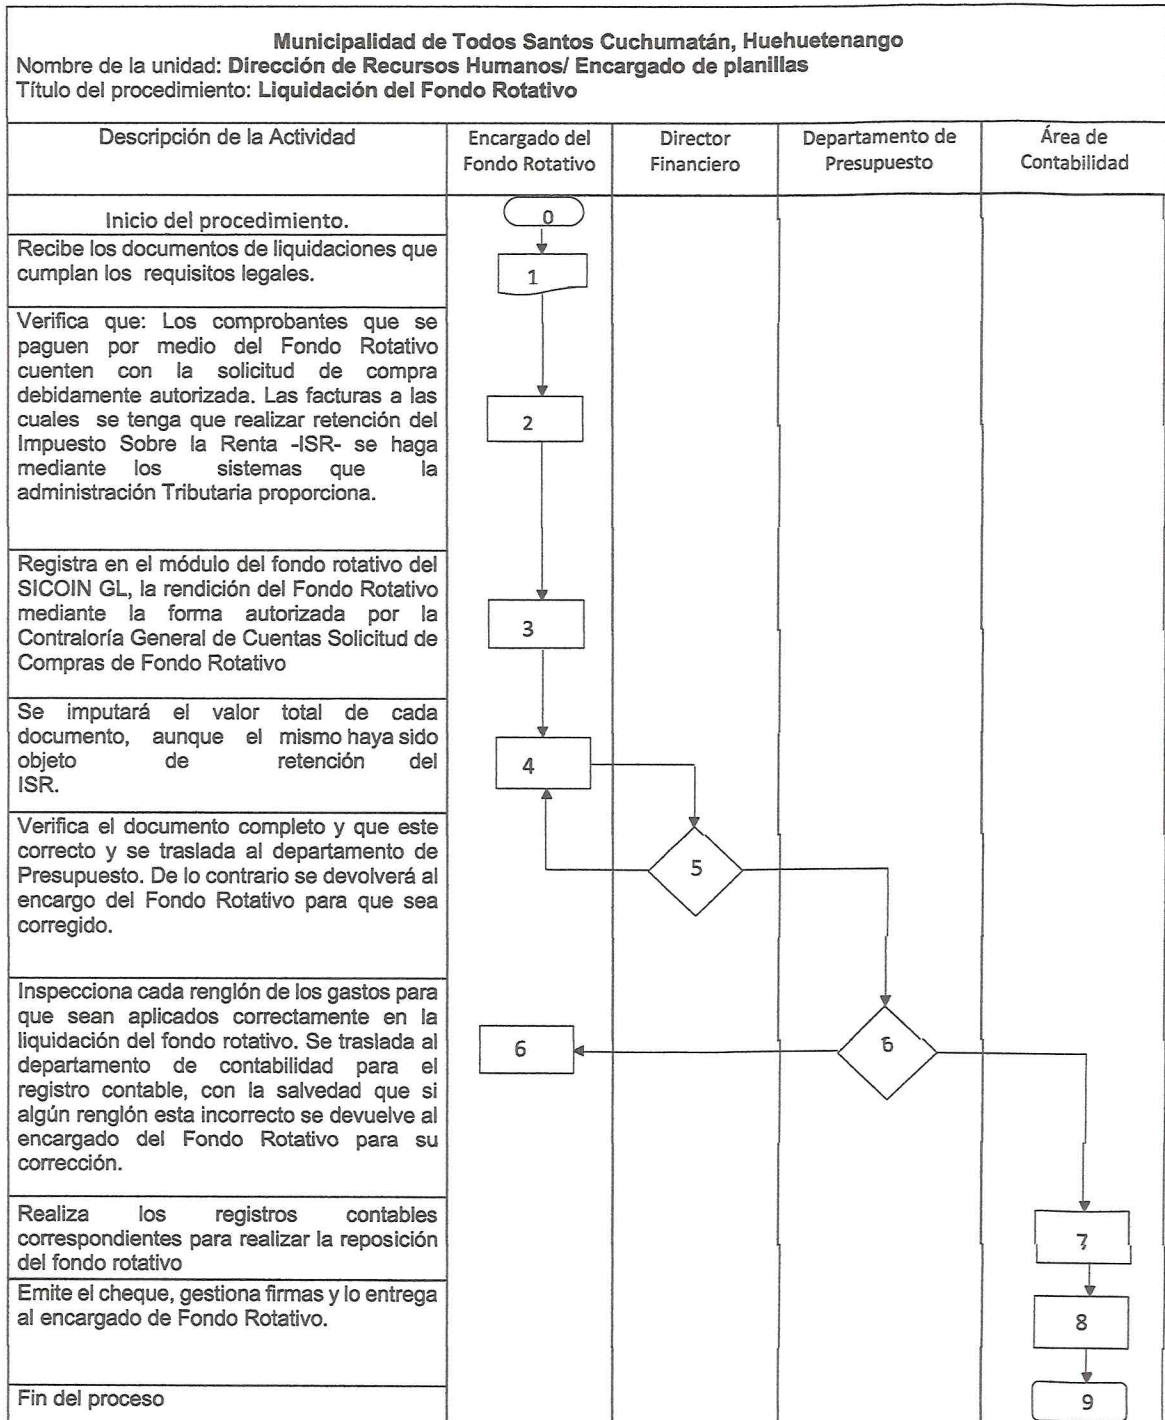 Municipalidad de Todos Santos Cuchumatán, Huehuetenango
Nombre de la unidad: Dirección de Recursos Humanos/ Encargado de planillas
Título del procedimiento: Liquidación del Fondo Rotativo
Descripción de la Actividad
Encargado del
Fondo Rotativo
Director
Financiero
Departamento de
Presupuesto
Área de
Contabilidad
Inicio del procedimiento.
0
Recibe los documentos de liquidaciones que
cumplan los requisitos legales.
1
Verifica que: Los comprobantes que se
paguen por medio del Fondo Rotativo
cuenten con la solicitud de compra
debidamente autorizada. Las facturas a las
cuales se tenga que realizar retención del
Impuesto Sobre la Renta -ISR- se haga
mediante los sistemas que la
administración Tributaria proporciona.
2
Registra en el módulo del fondo rotativo del
SICOIN GL, la rendición del Fondo Rotativo
mediante la forma autorizada por la
Contraloría General de Cuentas Solicitud de
Compras de Fondo Rotativo
3
Se imputará el valor total de cada
documento, aunque el mismo haya sido
objeto de retención del
ISR.
4
Verifica el documento completo y que este
correcto y se traslada al departamento de
Presupuesto. De lo contrario se devolverá al
encargo del Fondo Rotativo para que sea
corregido.
5
Inspecciona cada renglón de los gastos para
que sean aplicados correctamente en la
liquidación del fondo rotativo. Se traslada al
departamento de contabilidad para el
registro contable, con la salvedad que si
algún renglón esta incorrecto se devuelve al
encargado del Fondo Rotativo para su
corrección.
6
6
Realiza los registros contables
correspondientes para realizar la reposición
del fondo rotativo
7
Emite el cheque, gestiona firmas y lo entrega
al encargado de Fondo Rotativo.
8
Fin del proceso
9